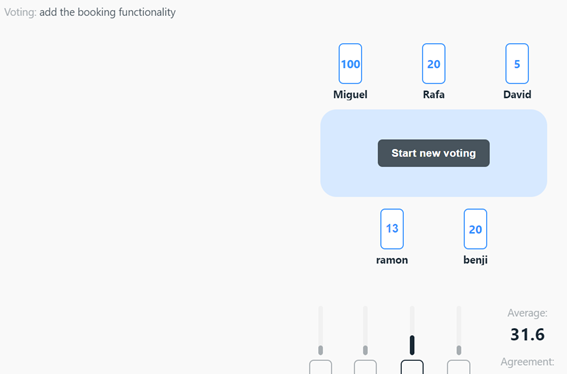 Voting: add the booking functionality
100 20 5
Miguel Rafa David
Start new voting
13 20
ramon benji
Average:
31.6
Agreement: